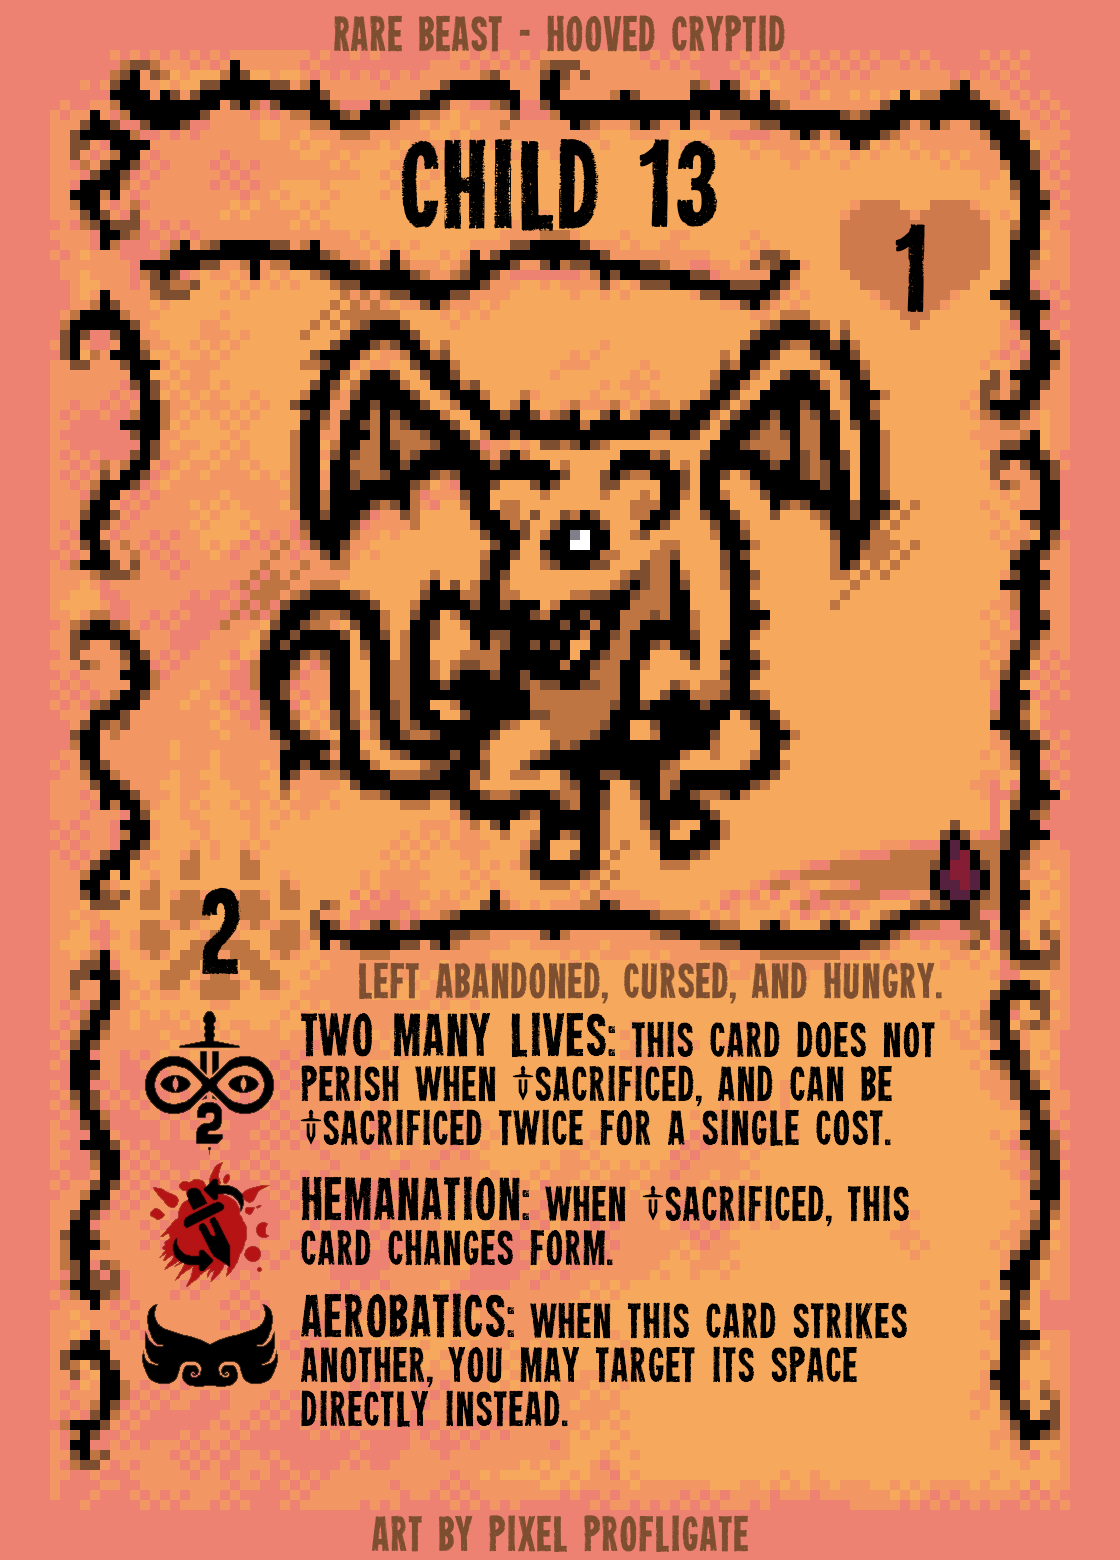 RARE BEAST - HOOVED CRYPTID
CHILD 13
1
2
LEFT ABANDONED, CURSED, AND HUNGRY.
TWO MANY LIVES: THIS CARD DOES NOT
PERISH WHEN SACRIFICED, AND CAN BE
SACRIFICED TWICE FOR A SINGLE COST.
2
HEMANATION: WHEN SACRIFICED, THIS
CARD CHANGES FORM.
AEROBATICS: WHEN THIS CARD STRIKES
ANOTHER, YOU MAY TARGET ITS SPACE
DIRECTLY INSTEAD.
ART BY PIXEL PROFLIGATE